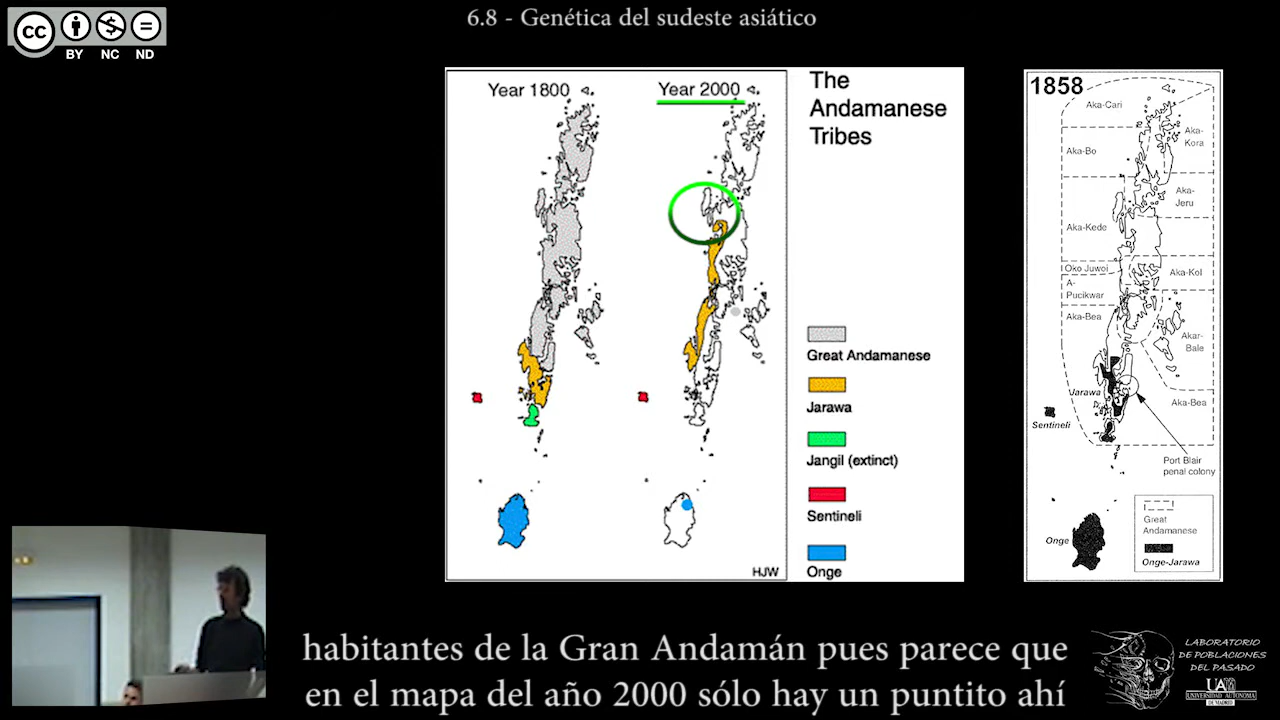 6.8 - Genética del sudeste asiático
CC
BY NC ND
Year 1800
Year 2000
The
Andamanese
Tribes
Great Andamanese
Jarawa
Jangil (extinct)
Sentineli
Onge
HJW
1858
Aka-Cari
Aka-
Kora
Aka-Bo
Aka-
Jeru
Aka-Kede
Oko Juwoi
Aka-Kol
A-
Pucikwar
Aka-Bea
Akar-
Bale
Jarawa
Aka-Bea
Sentineli
Port Blair
penal colony
Great
Andamanese
Onge
Onge-Jarawa
habitantes de la Gran Andamán pues parece que
en el mapa del año 2000 sólo hay un puntito ahí
LABORATORIO
DE POBLACIONES
DEL PASADO
UAM
UNIVERSIDAD AUTONOMA
DE MADRID